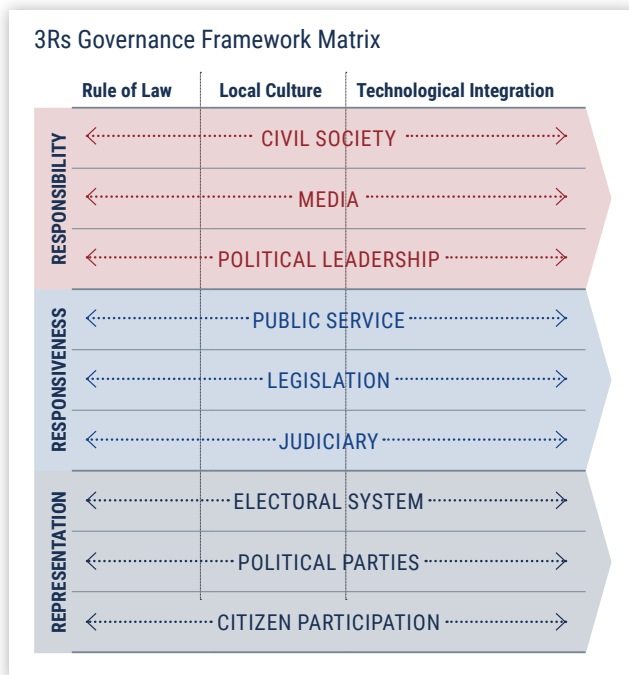 3Rs Governance Framework Matrix
Rule of Law Local Culture Technological Integration
RESPONSIBILITY
CIVIL SOCIETY
MEDIA
POLITICAL LEADERSHIP
RESPONSIVENESS
PUBLIC SERVICE
LEGISLATION
JUDICIARY
REPRESENTATION
ELECTORAL SYSTEM
POLITICAL PARTIES
CITIZEN PARTICIPATION